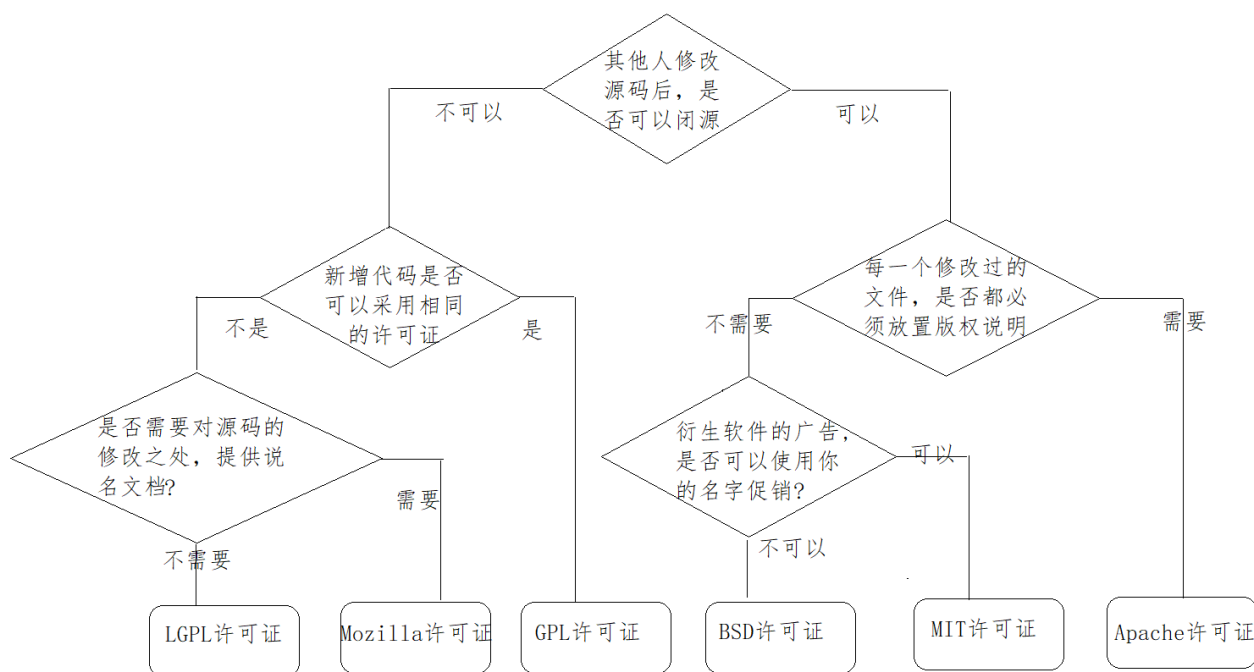 其他人修改
源码后，是
否可以闭源
不可以
可以
新增代码是否
可以采用相同
的许可证
不是
是
每一个修改过的
文件，是否都必
须放置版权说明
不需要
需要
是否需要对源码的
修改之处，提供说
名文档?
需要
不需要
衍生软件的广告，
是否可以使用你
的名字促销?
可以
不可以
LGPL许可证
Mozilla许可证
GPL许可证
BSD许可证
MIT许可证
Apache许可证